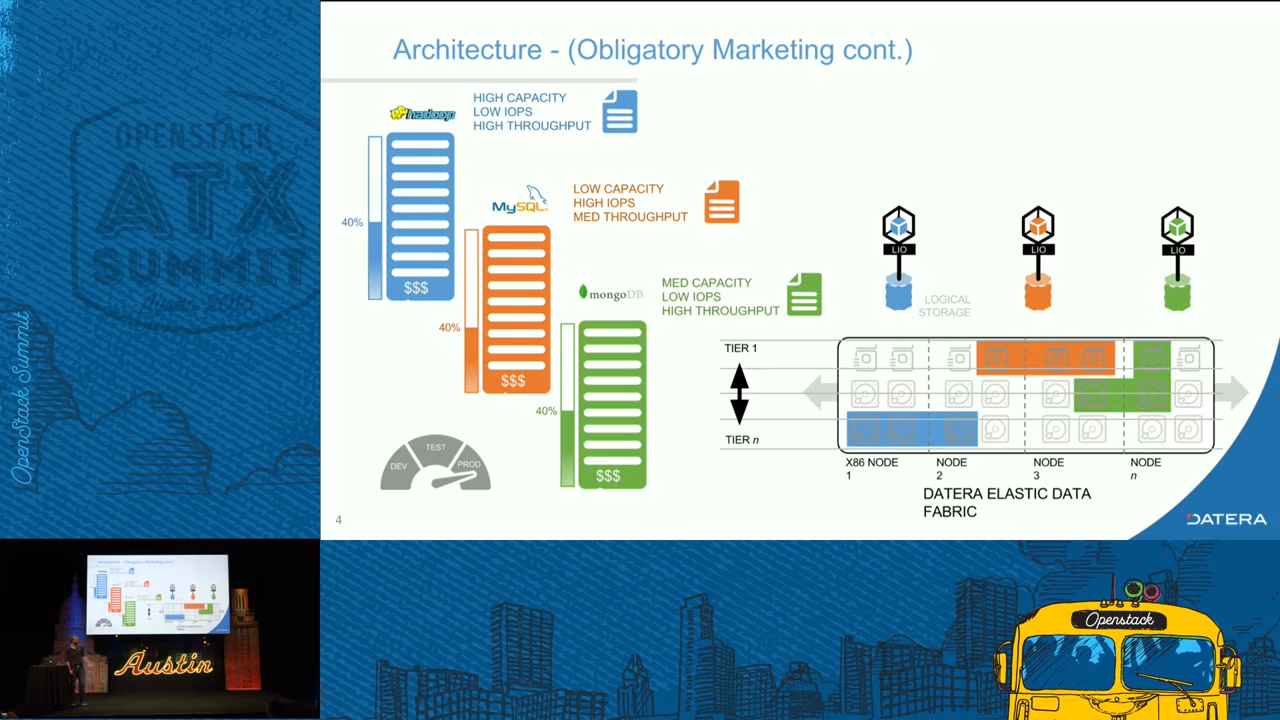 OPENSTACK
ATX
SUMMIT
Austin
OpenStack Summit
Architecture - (Obligatory Marketing cont.)
hadoop
HIGH CAPACITY
LOW IOPS
HIGH THROUGHPUT
40%
$$$
MySQL
LOW CAPACITY
HIGH IOPS
MED THROUGHPUT
40%
$$$
mongoDB
MED CAPACITY
LOW IOPS
HIGH THROUGHPUT
40%
$$$
DEV
TEST
PROD
LIO
LIO
LIO
LOGICAL
STORAGE
TIER 1
TIER n
X86 NODE
1
NODE
2
NODE
3
NODE
n
DATERA ELASTIC DATA
FABRIC
4
DATERA
Austin
Openstack